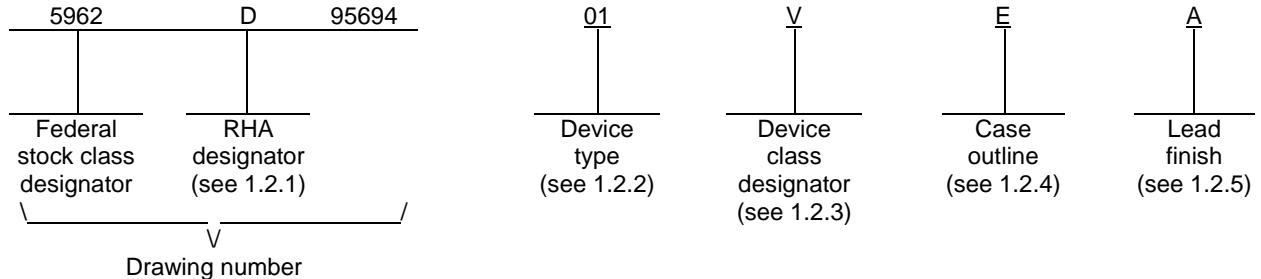 5962 D 95694 01 V E A
Federal stock class designator
RHA designator (see 1.2.1)
Device type (see 1.2.2)
Device class designator (see 1.2.3)
Case outline (see 1.2.4)
Lead finish (see 1.2.5)
Drawing number